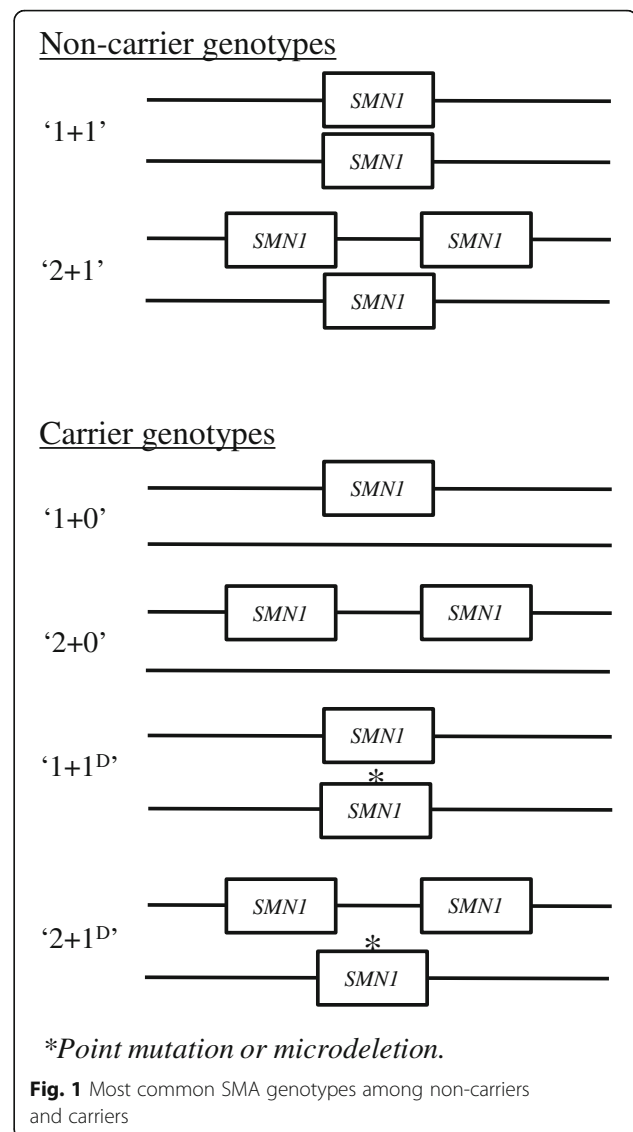 Non-carrier genotypes
SMN1
‘1+1’
SMN1
SMN1 SMN1
‘2+1’
SMN1
Carrier genotypes
SMN1
‘1+0’
SMN1 SMN1
‘2+0’
SMN1
‘1+1ᴰ’
*
SMN1
SMN1 SMN1
‘2+1ᴰ’
*
SMN1
*Point mutation or microdeletion.
Fig. 1 Most common SMA genotypes among non-carriers
and carriers